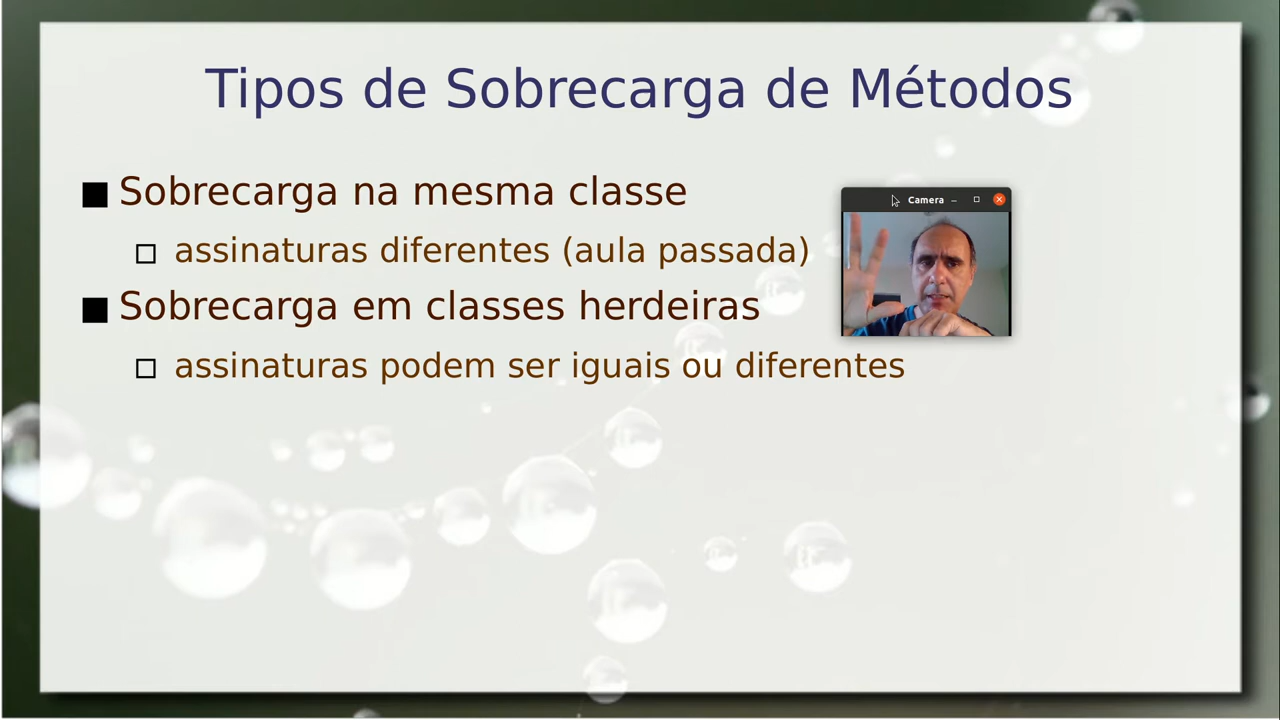 Tipos de Sobrecarga de Métodos
Sobrecarga na mesma classe
Camera
assinaturas diferentes (aula passada)
Sobrecarga em classes herdeiras
assinaturas podem ser iguais ou diferentes